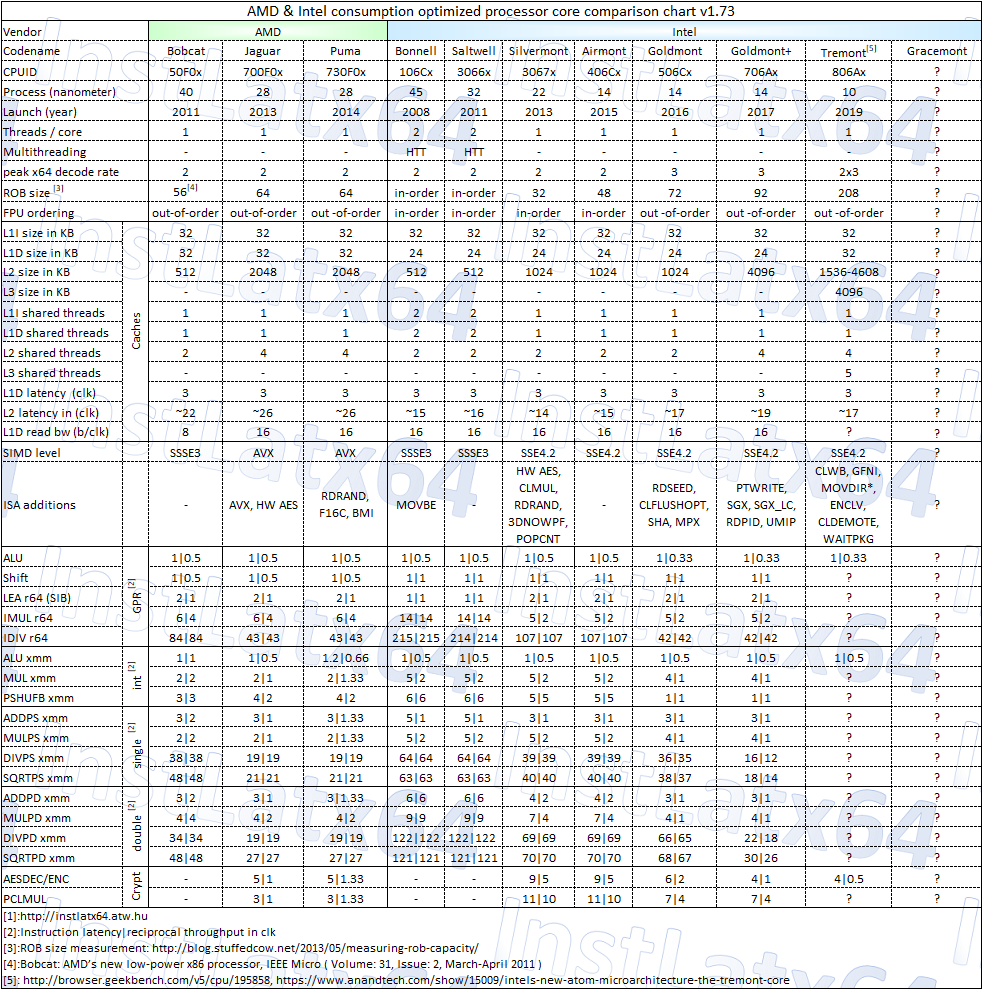 AMD & Intel consumption optimized processor core comparison chart v1.73
Vendor AMD Intel
Codename Bobcat Jaguar Puma Bonnell Saltwell Silvermont Airmont Goldmont Goldmont+ Tremont[5] Gracemont
CPUID 50F0x 700F0x 730F0x 106Cx 3066x 3067x 406Cx 506Cx 706Ax 806Ax ?
Process (nanometer) 40 28 28 45 32 22 14 14 14 10 ?
Launch (year) 2011 2013 2014 2008 2011 2013 2015 2016 2017 2019 ?
Threads / core 1 1 1 2 2 1 1 1 1 1 ?
Multithreading - - - HTT HTT - - - - - ?
peak x64 decode rate 2 2 2 2 2 2 2 3 3 2x3 ?
ROB size [3] 56[4] 64 64 in-order in-order 32 48 72 92 208 ?
FPU ordering out-of-order out-of-order out -of-order in-order in-order in-order in-order out -of-order out -of-order out -of-order ?
Caches
L1I size in KB 32 32 32 32 32 32 32 32 32 32 ?
L1D size in KB 32 32 32 24 24 24 24 24 24 32 ?
L2 size in KB 512 2048 2048 512 512 1024 1024 1024 4096 1536-4608 ?
L3 size in KB - - - - - - - - - 4096 ?
L1I shared threads 1 1 1 2 2 1 1 1 1 1 ?
L1D shared threads 1 1 1 2 2 1 1 1 1 1 ?
L2 shared threads 2 4 4 2 2 2 2 2 4 4 ?
L3 shared threads - - - - - - - - - 5 ?
L1D latency (clk) 3 3 3 3 3 3 3 3 3 3 ?
L2 latency in (clk) ~22 ~26 ~26 ~15 ~16 ~14 ~15 ~17 ~19 ~17 ?
L1D read bw (b/clk) 8 16 16 16 16 16 16 16 16 ? ?
SIMD level SSSE3 AVX AVX SSSE3 SSSE3 SSE4.2 SSE4.2 SSE4.2 SSE4.2 SSE4.2 ?
ISA additions - AVX, HW AES RDRAND, F16C, BMI MOVBE - HW AES, CLMUL, RDRAND, 3DNOWPF, POPCNT - RDSEED, CLFLUSHOPT, SHA, MPX PTWRITE, SGX, SGX_LC, RDPID, UMIP CLWB, GFNI, MOVDIR*, ENCLV, CLDEMOTE, WAITPKG ?
GPR [2]
ALU 1|0.5 1|0.5 1|0.5 1|0.5 1|0.5 1|0.5 1|0.5 1|0.33 1|0.33 1|0.33 ?
Shift 1|0.5 1|0.5 1|0.5 1|1 1|1 1|1 1|1 1|1 1|1 ? ?
LEA r64 (SIB) 2|1 2|1 2|1 1|1 1|1 2|1 2|1 2|1 2|1 ? ?
IMUL r64 6|4 6|4 6|4 14|14 14|14 5|2 5|2 5|2 5|2 ? ?
IDIV r64 84|84 43|43 43|43 215|215 214|214 107|107 107|107 42|42 42|42 ? ?
int [2]
ALU xmm 1|1 1|0.5 1.2|0.66 1|0.5 1|0.5 1|0.5 1|0.5 1|0.5 1|0.5 1|0.5 ?
MUL xmm 2|2 2|1 2|1.33 5|2 5|2 5|2 5|2 4|1 4|1 ? ?
PSHUFB xmm 3|3 4|2 4|2 6|6 6|6 5|5 5|5 1|1 1|1 ? ?
single [2]
ADDPS xmm 3|2 3|1 3|1.33 5|1 5|1 3|1 3|1 3|1 3|1 ? ?
MULPS xmm 2|2 2|1 2|1.33 5|2 5|2 5|2 5|2 4|1 4|1 ? ?
DIVPS xmm 38|38 19|19 19|19 64|64 64|64 39|39 39|39 36|35 16|12 ? ?
SQRTPS xmm 48|48 21|21 21|21 63|63 63|63 40|40 40|40 38|37 18|14 ? ?
double [2]
ADDPD xmm 3|2 3|1 3|1.33 6|6 6|6 4|2 4|2 3|1 3|1 ? ?
MULPD xmm 4|4 4|2 4|2 9|9 9|9 7|4 7|4 4|1 4|1 ? ?
DIVPD xmm 34|34 19|19 19|19 122|122 122|122 69|69 69|69 66|65 22|18 ? ?
SQRTPD xmm 48|48 27|27 27|27 121|121 121|121 70|70 70|70 68|67 30|26 ? ?
Crypt
AESDEC/ENC - 5|1 5|1.33 - - 9|5 9|5 6|2 4|1 4|0.5 ?
PCLMUL - 3|1 3|1.33 - - 11|10 11|10 7|4 7|4 ? ?
[1]:http://instlatx64.atw.hu
[2]:Instruction latency|reciprocal throughput in clk
[3]:ROB size measurement: http://blog.stuffedcow.net/2013/05/measuring-rob-capacity/
[4]:Bobcat: AMD's new low-power x86 processor, IEEE Micro ( Volume: 31, Issue: 2, March-April 2011 )
[5]: http://browser.geekbench.com/v5/cpu/195858, https://www.anandtech.com/show/15009/intels-new-atom-microarchitecture-the-tremont-core
InstLatx64